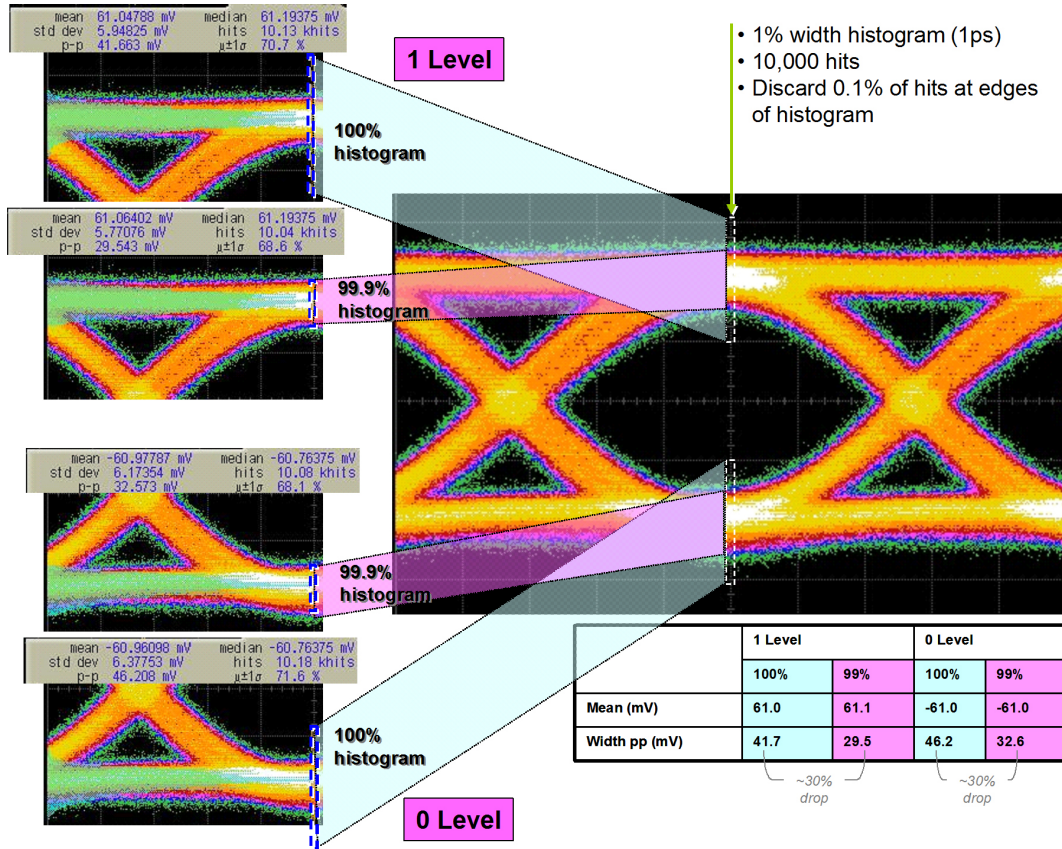 mean 61.04788 mV median 61.19375 mV
std dev 5.94825 mV hits 10.13 khits
p-p 41.663 mV µ±1σ 70.7 %
1 Level
• 1% width histogram (1ps)
• 10,000 hits
• Discard 0.1% of hits at edges
of histogram
100%
histogram
mean 61.06402 mV median 61.19375 mV
std dev 5.77076 mV hits 10.04 khits
p-p 29.543 mV µ±1σ 68.6 %
99.9%
histogram
mean -60.97787 mV median -60.76375 mV
std dev 6.17354 mV hits 10.08 khits
p-p 32.573 mV µ±1σ 68.1 %
99.9%
histogram
mean -60.96098 mV median -60.76375 mV
std dev 6.37753 mV hits 10.18 khits
p-p 46.208 mV µ±1σ 71.6 %
100%
histogram
0 Level
1 Level 0 Level
100% 99% 100% 99%
Mean (mV) 61.0 61.1 -61.0 -61.0
Width pp (mV) 41.7 29.5 46.2 32.6
~30% ~30%
drop drop